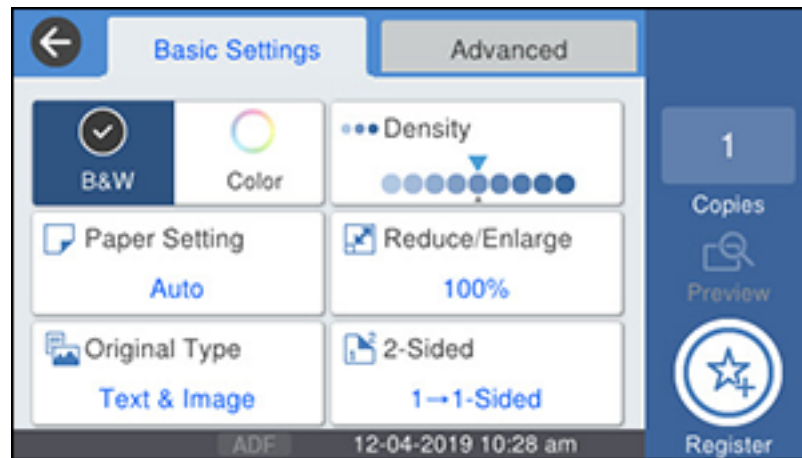 Basic Settings
Advanced
B&W
Color
Density
1
Copies
Paper Setting
Auto
Reduce/Enlarge
100%
Preview
Original Type
Text & Image
2-Sided
1→1-Sided
ADF
12-04-2019 10:28 am
Register